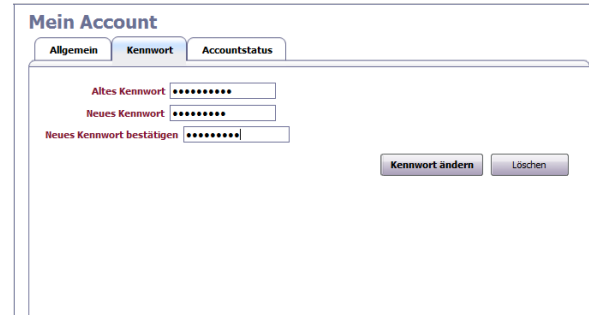 Mein Account
Allgemein Kennwort Accountstatus
Altes Kennwort ••••••••••
Neues Kennwort •••••••••
Neues Kennwort bestätigen •••••••••
Kennwort ändern Löschen